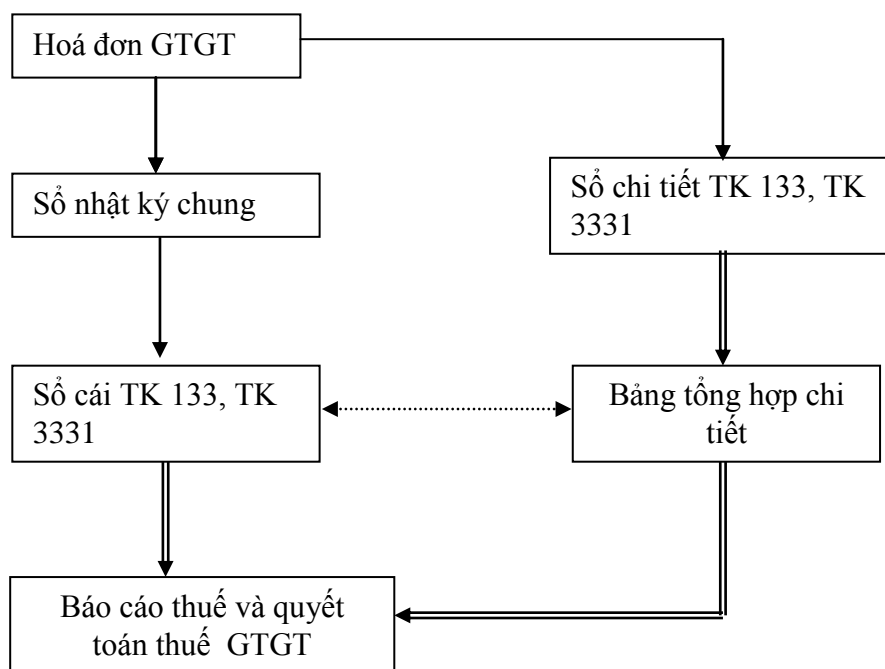 Hoá đơn GTGT
Sổ nhật ký chung
Sổ chi tiết TK 133, TK
3331
Sổ cái TK 133, TK
3331
Bảng tổng hợp chi
tiết
Báo cáo thuế và quyết
toán thuế GTGT